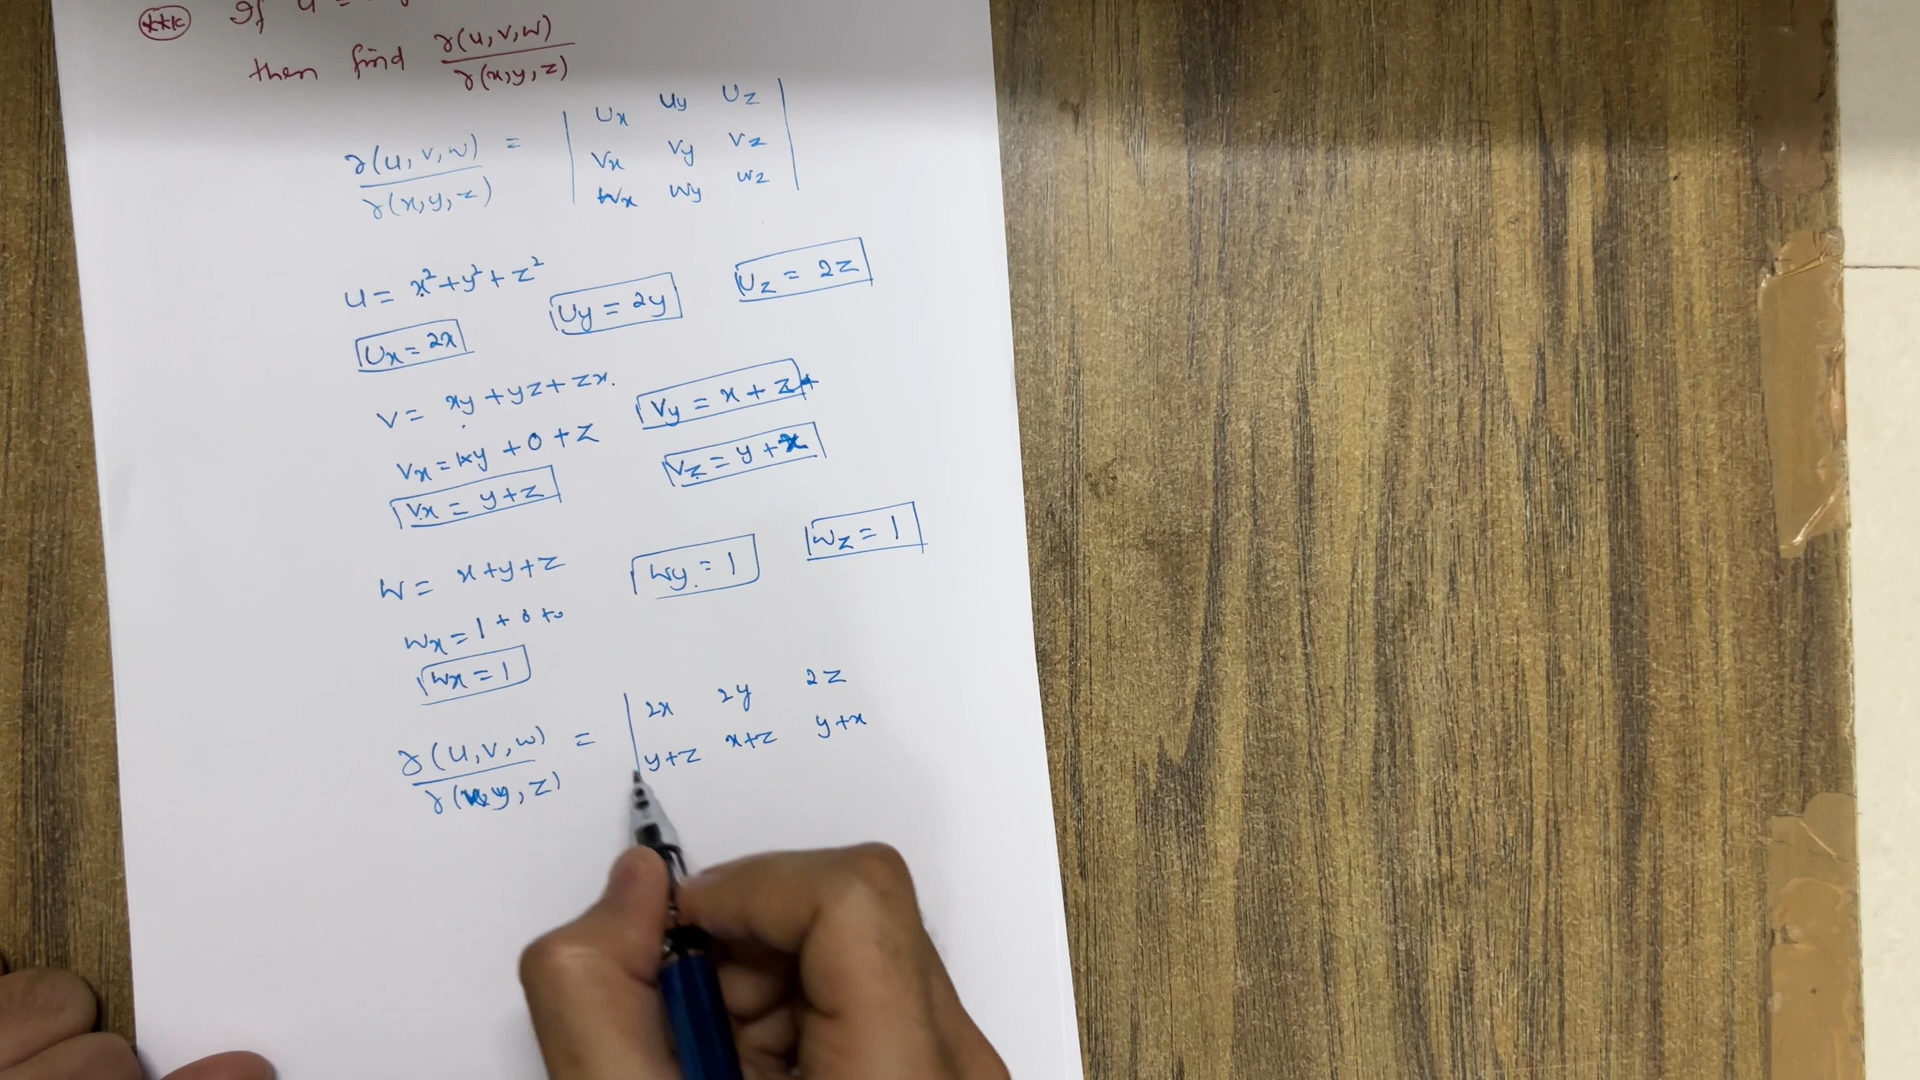 *** If u =
then find ∂(u,v,w)/∂(x,y,z)
∂(u,v,w)/∂(x,y,z) = | Ux Uy Uz |
| Vx Vy Vz |
| Wx Wy Wz |
u = x²+y²+z²
Ux = 2x Uy = 2y Uz = 2z
v = xy + yz + zx.
Vx = y + 0 + z Vy = x + z
Vx = y+z Vz = y + x
w = x+y+z
Wx = 1 + 0 + 0 Wy = 1 Wz = 1
Wx = 1
∂(u,v,w)/∂(x,y,z) = | 2x 2y 2z
y+z x+z y+x